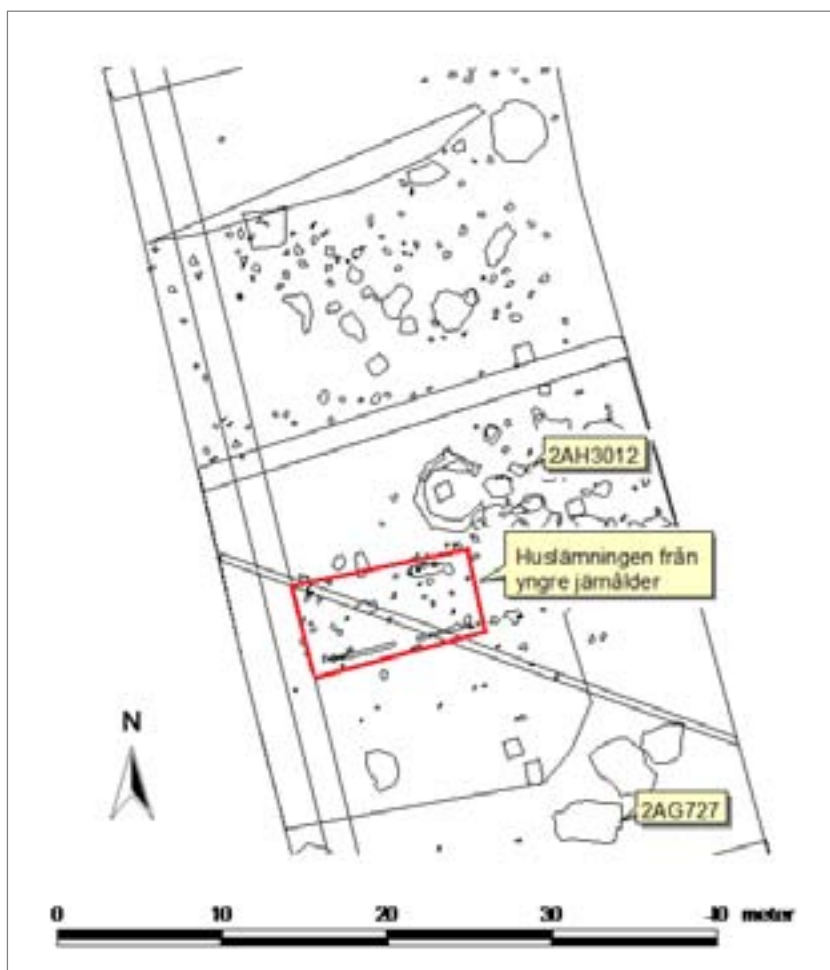 2AH3012
Huslämningen från
yngre järnålder
N
2AG727
0 10 20 30 40 meter